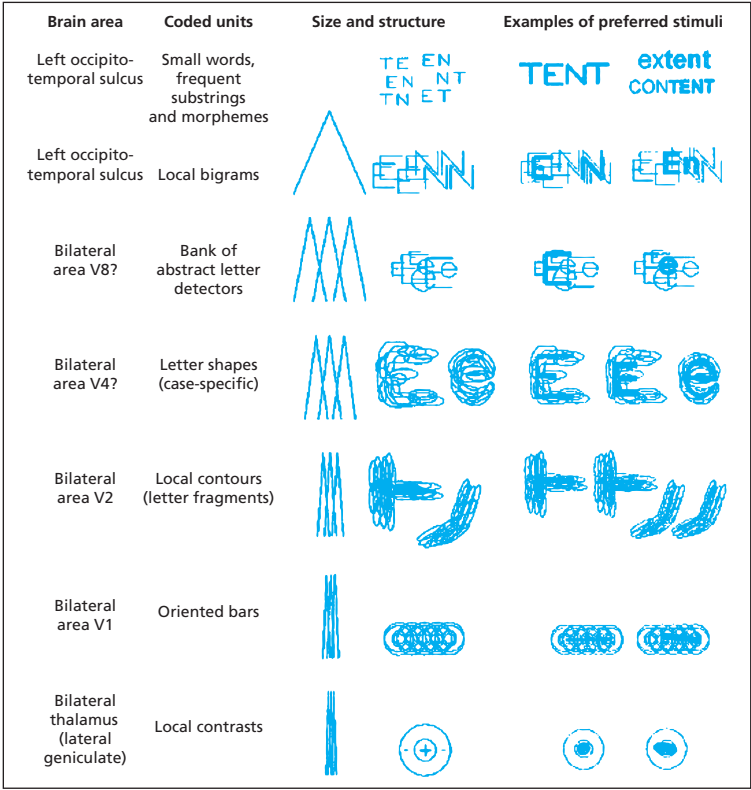 Brain area Coded units Size and structure Examples of preferred stimuli
Left occipito-
temporal sulcus
Small words,
frequent
substrings
and morphemes
TE EN
EN NT
TN ET
TENT
extent
CONTENT
Left occipito-
temporal sulcus
Local bigrams
E E N N
E E N N
E N N
En N
Bilateral
area V8?
Bank of
abstract letter
detectors
E e
E e
e
Bilateral
area V4?
Letter shapes
(case-specific)
E e
E E e
Bilateral
area V2
Local contours
(letter fragments)
Bilateral
area V1
Oriented bars
Bilateral
thalamus
(lateral
geniculate)
Local contrasts
- + -